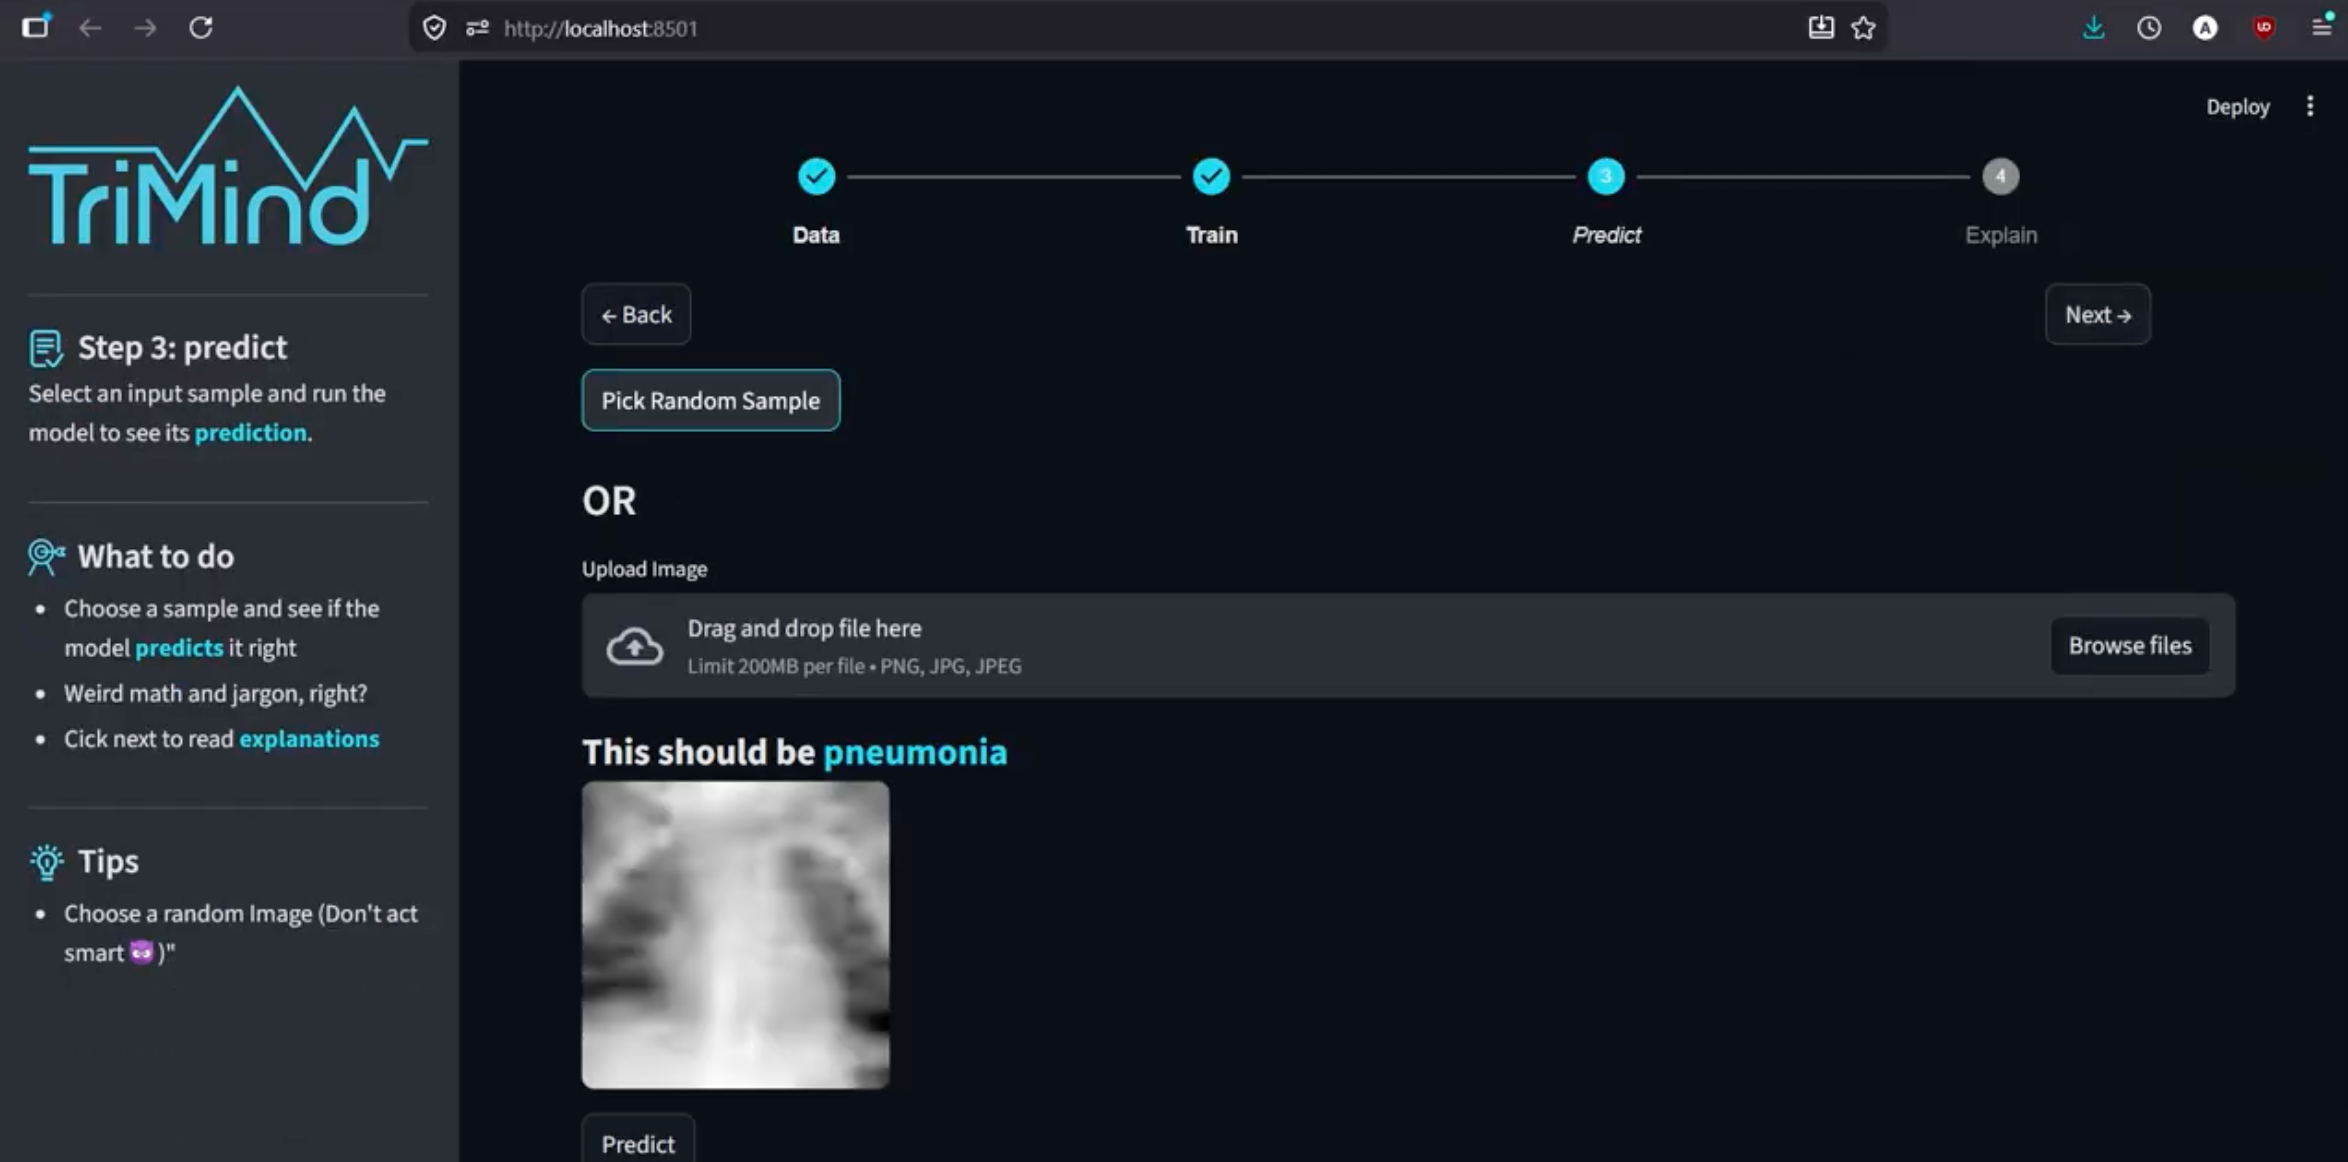 http://localhost:8501
Deploy
TriMind
Step 3: predict
Select an input sample and run the
model to see its prediction.
What to do
• Choose a sample and see if the
model predicts it right
• Weird math and jargon, right?
• Cick next to read explanations
Tips
• Choose a random Image (Don't act
smart 😈)"
3
4
Data
Train
Predict
Explain
← Back
Next →
Pick Random Sample
OR
Upload Image
Drag and drop file here
Limit 200MB per file • PNG, JPG, JPEG
Browse files
This should be pneumonia
Predict